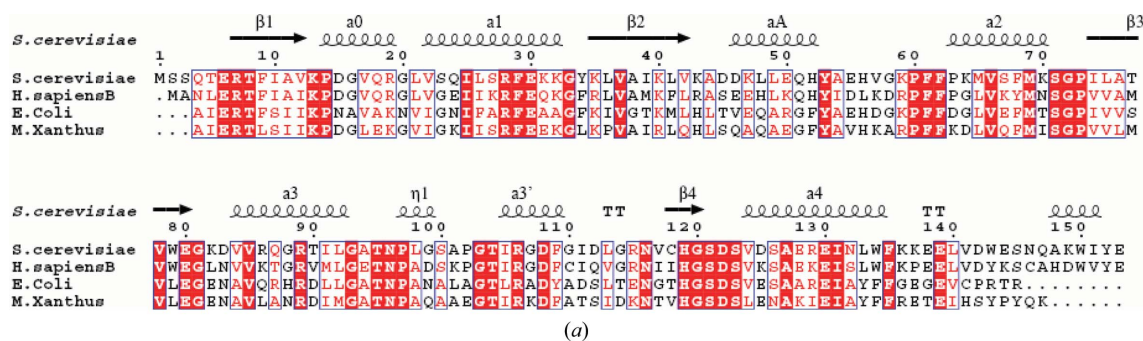 β1 a0 a1 β2 aA a2 β3
S.cerevisiae
1 10 20 30 40 50 60 70
S.cerevisiae MSSQTERTFIAVKPDGVQRGLVSQILSRFEKKGYKLVAIKLVKADDKLLEQHYAEHVGKPFFPKMVSFMKSGPILAT
H.sapiensB .MANLERTFIAIKPDGVQRGLVGEIIKRFEQKGFRLVAMKFLRASEEHLKQHYIDLKDRPFFPGLVKYMNSGPVVAM
E.Coli ...AIERTFSIIKPNAVAKNVIGNIFARFEAAGFKIVGTKMLHLTVEQARGFYAEHDGKPFFDGLVEFMTSGPIVVS
M.Xanthus ...AIERTLSIIKPDGLEKGVIGKIISRFEEKGLKPVAIRLQHLSQAQAEGFYAVHKARPFFKDLVQFMISGPVVLM
a3 η1 a3' β4 a4
S.cerevisiae TT TT
80 90 100 110 120 130 140 150
S.cerevisiae VWEGKDVVRQGRTILGATNPLGSAPGTIRGDFGIDLGRNVCHGSDSVDSAEREINLWFKKEELVDWESNQAKWIYE
H.sapiensB VWEGLNVVKTGRVMLGETNPADSKPGTIRGDFCIQVGRNIIHGSDSVKSAEKEISLWFKPEELVDYKSCAHDWVYE
E.Coli VLEGENAVQRHRDLLGATNPANALAGTLRADYADSLTENGTHGSDSVESAAREIAYFFGEGEVCPRTR........
M.Xanthus VLEGENAVLANRDIMGATNPAQAAEGTIRKDFATSIDKNTVHGSDSLENAKIEIAYFFRETEIHSYPYQK......
(a)